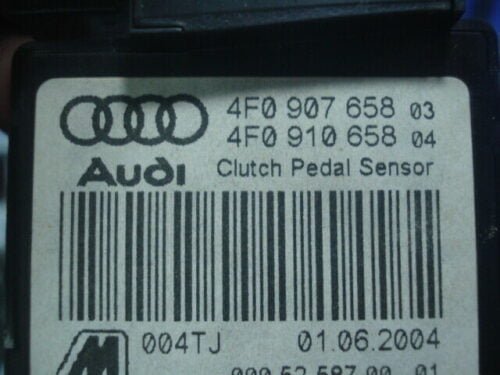 4F0 907 658 03
4F0 910 658 04
Audi Clutch Pedal Sensor
004TJ 01.06.2004